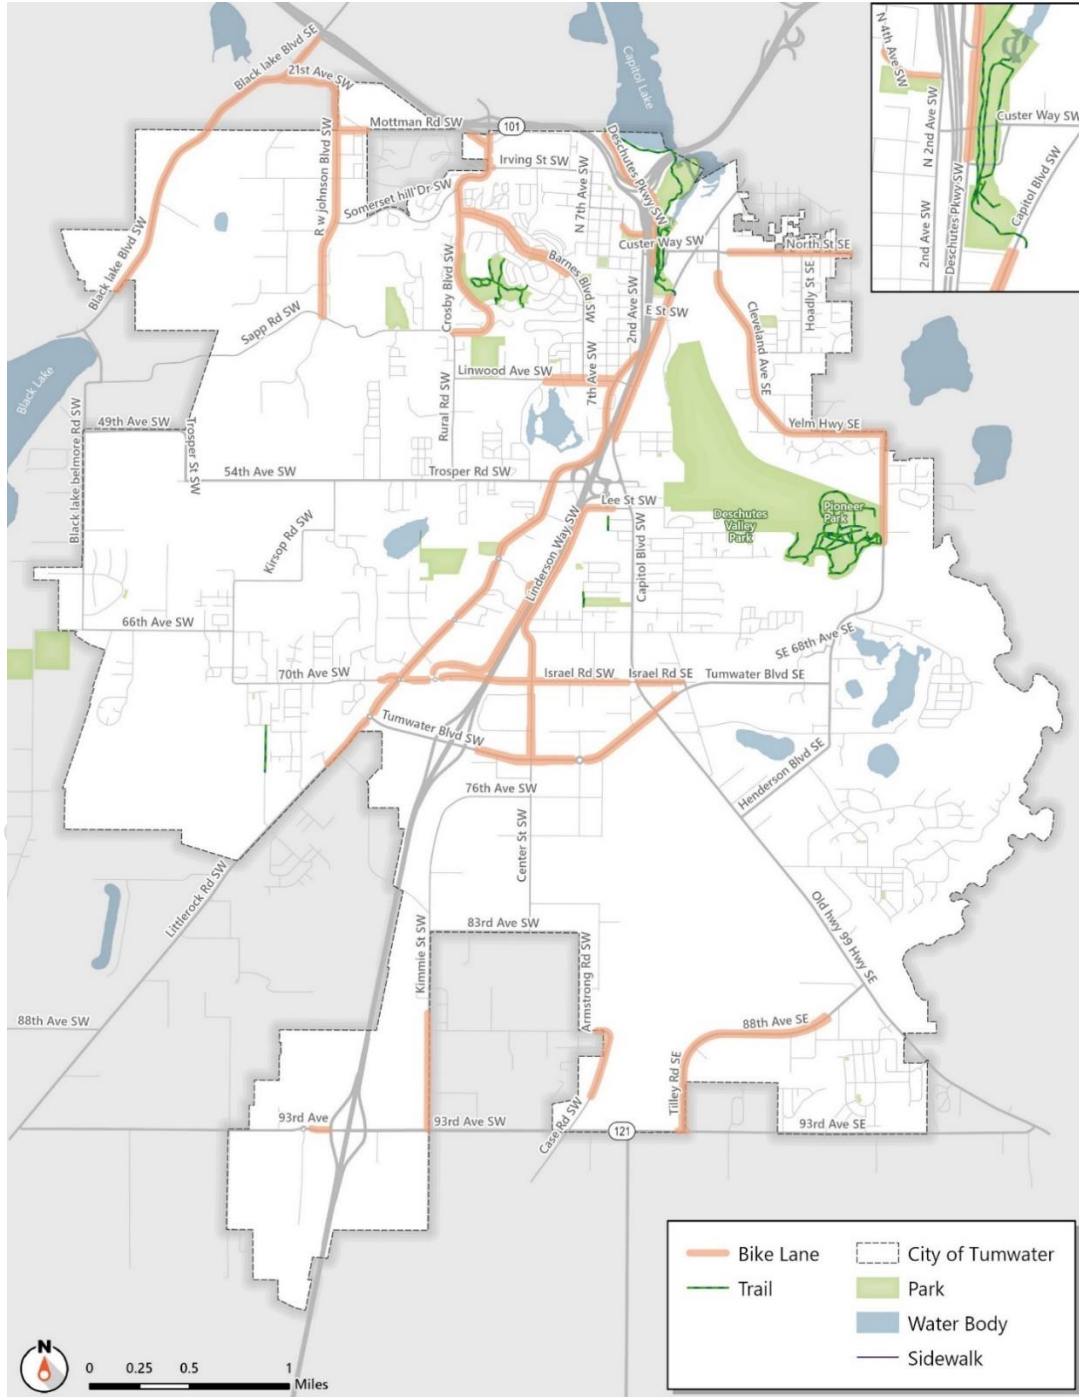 Black lake Blvd SE
21st Ave SW
Capitol Lake
Mottman Rd SW
101
Irving St SW
Deschutes Pkwy SW
R w Johnson Blvd SW
Somerset hill Dr SW
N 7th Ave SW
Custer Way SW
North St SE
Black lake Blvd SW
Crosby Blvd SW
Barnes Blvd SW
2nd Ave SW
Hoadly St SE
Cleveland Ave SE
E St SW
Sapp Rd SW
Black Lake
Linwood Ave SW
7th Ave SW
Rural Rd SW
49th Ave SW
Trosper St SW
Yelm Hwy SE
Black lake belmore Rd SW
54th Ave SW
Trosper Rd SW
Lee St SW
Deschutes
Valley
Park
Pioneer
Park
Kirsop Rd SW
Linderson Way SW
Capitol Blvd SW
66th Ave SW
SE 68th Ave SE
70th Ave SW
Israel Rd SW
Israel Rd SE
Tumwater Blvd SE
Tumwater Blvd SW
Henderson Blvd SE
76th Ave SW
Center St SW
Littlerock Rd SW
Old hwy 99 Hwy SE
83rd Ave SW
Kimmie St SW
Armstrong Rd SW
88th Ave SW
88th Ave SE
Tilley Rd SE
93rd Ave
93rd Ave SW
Case Rd SW
121
93rd Ave SE
N 4th Ave SW
N 2nd Ave SW
Custer Way SW
2nd Ave SW
Deschutes Pkwy SW
Capitol Blvd SW
Bike Lane
Trail
City of Tumwater
Park
Water Body
Sidewalk
N
0 0.25 0.5 1
Miles